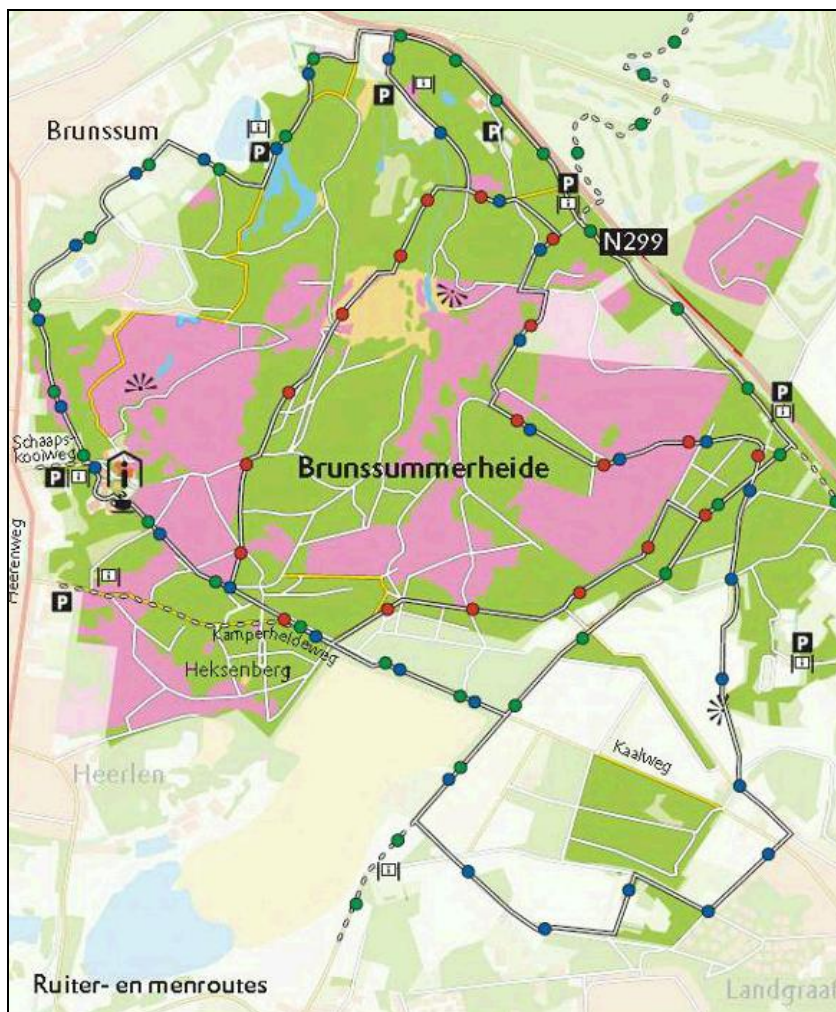 Brunssum
P
P
P
P
N299
P
Brunssummerheide
Schaaps-
kooiweg
P
i
Heerenweg
P
Kamperheideweg
Heksenberg
P
Kaalweg
Heerlen
Ruiter- en menroutes
Landgraaf